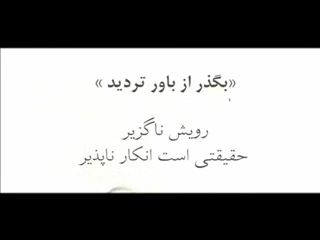 «بگذر از باور تردید»
رویش ناگزیر
حقیقتی است انکار ناپذیر